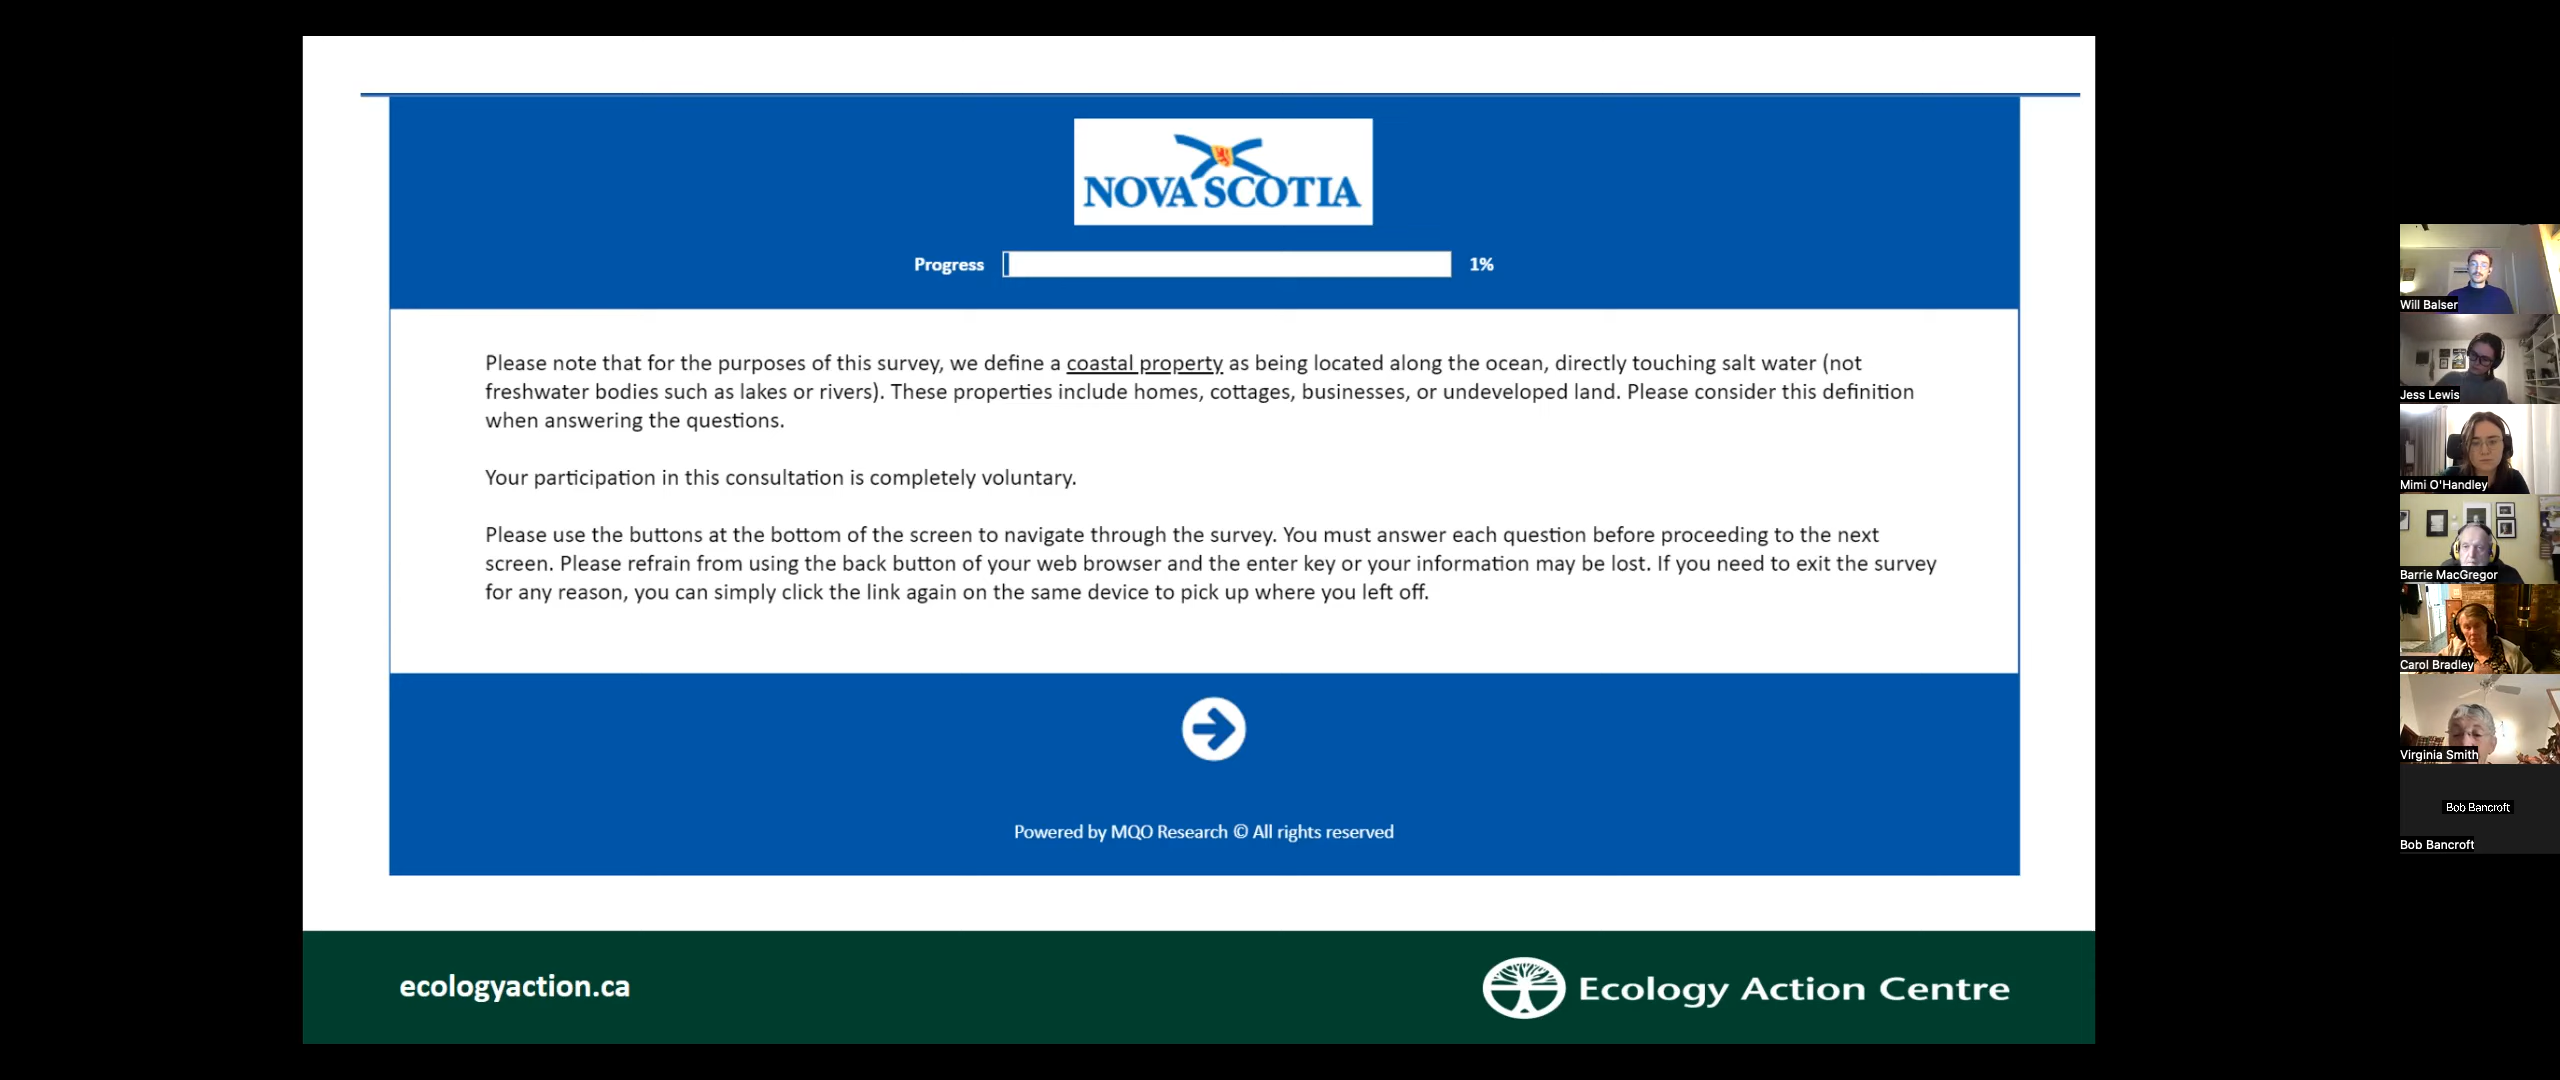 NOVA SCOTIA
Progress 1%
Please note that for the purposes of this survey, we define a coastal property as being located along the ocean, directly touching salt water (not
freshwater bodies such as lakes or rivers). These properties include homes, cottages, businesses, or undeveloped land. Please consider this definition
when answering the questions.
Your participation in this consultation is completely voluntary.
Please use the buttons at the bottom of the screen to navigate through the survey. You must answer each question before proceeding to the next
screen. Please refrain from using the back button of your web browser and the enter key or your information may be lost. If you need to exit the survey
for any reason, you can simply click the link again on the same device to pick up where you left off.
Powered by MQO Research © All rights reserved
ecologyaction.ca
Ecology Action Centre
Will Balser
Jess Lewis
Mimi O'Handley
Barrie MacGregor
Carol Bradley
Virginia Smith
Bob Bancroft
Bob Bancroft